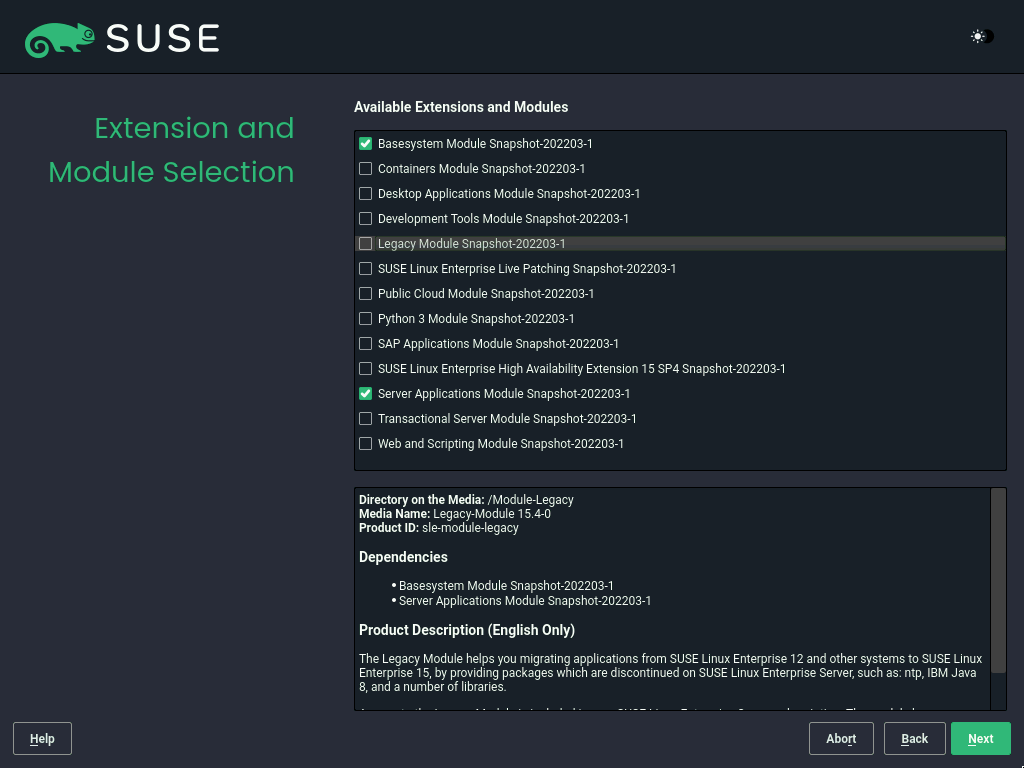 SUSE
Extension and
Module Selection
Available Extensions and Modules
Basesystem Module Snapshot-202203-1
Containers Module Snapshot-202203-1
Desktop Applications Module Snapshot-202203-1
Development Tools Module Snapshot-202203-1
Legacy Module Snapshot-202203-1
SUSE Linux Enterprise Live Patching Snapshot-202203-1
Public Cloud Module Snapshot-202203-1
Python 3 Module Snapshot-202203-1
SAP Applications Module Snapshot-202203-1
SUSE Linux Enterprise High Availability Extension 15 SP4 Snapshot-202203-1
Server Applications Module Snapshot-202203-1
Transactional Server Module Snapshot-202203-1
Web and Scripting Module Snapshot-202203-1
Directory on the Media: /Module-Legacy
Media Name: Legacy-Module 15.4-0
Product ID: sle-module-legacy
Dependencies
• Basesystem Module Snapshot-202203-1
• Server Applications Module Snapshot-202203-1
Product Description (English Only)
The Legacy Module helps you migrating applications from SUSE Linux Enterprise 12 and other systems to SUSE Linux
Enterprise 15, by providing packages which are discontinued on SUSE Linux Enterprise Server, such as: ntp, IBM Java
8, and a number of libraries.
Help
Abort
Back
Next